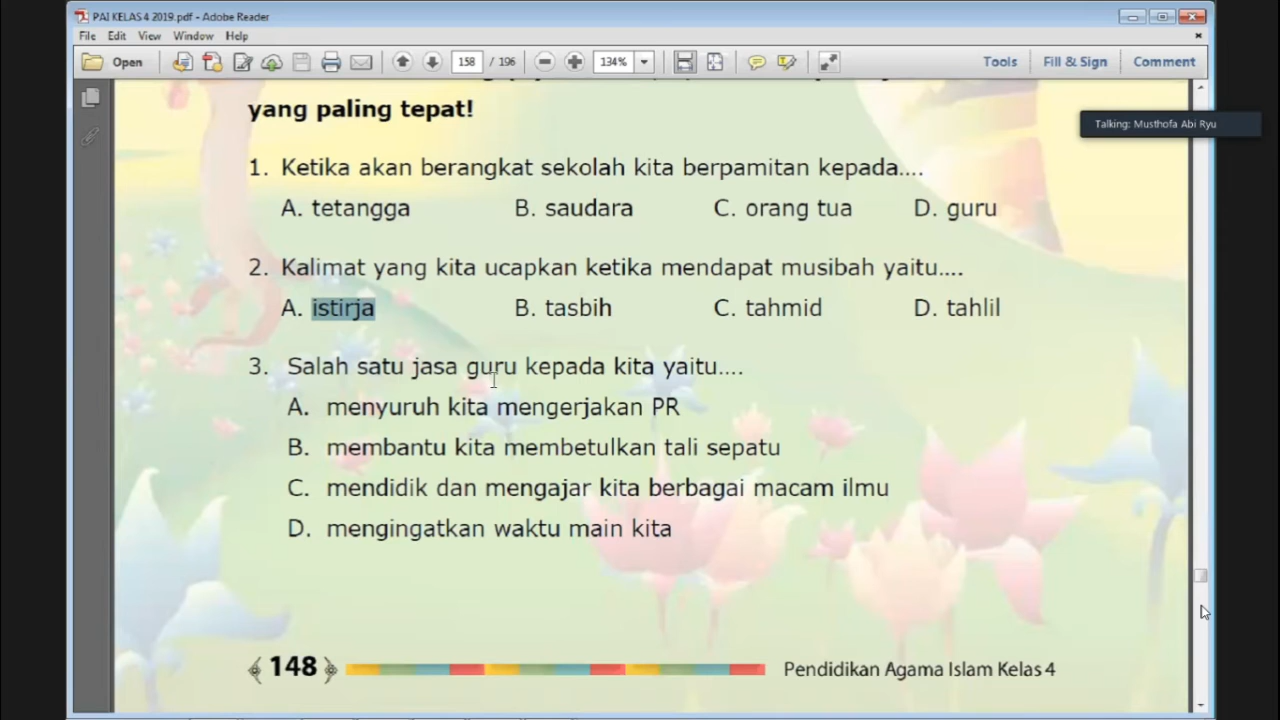 PAI KELAS 4 2019.pdf - Adobe Reader
File Edit View Window Help
Open 158 / 196 134% Tools Fill & Sign Comment
yang paling tepat!
Talking: Musthofa Abi Ryu
1. Ketika akan berangkat sekolah kita berpamitan kepada....
A. tetangga B. saudara C. orang tua D. guru
2. Kalimat yang kita ucapkan ketika mendapat musibah yaitu....
A. istirja B. tasbih C. tahmid D. tahlil
3. Salah satu jasa guru kepada kita yaitu....
A. menyuruh kita mengerjakan PR
B. membantu kita membetulkan tali sepatu
C. mendidik dan mengajar kita berbagai macam ilmu
D. mengingatkan waktu main kita
148 Pendidikan Agama Islam Kelas 4